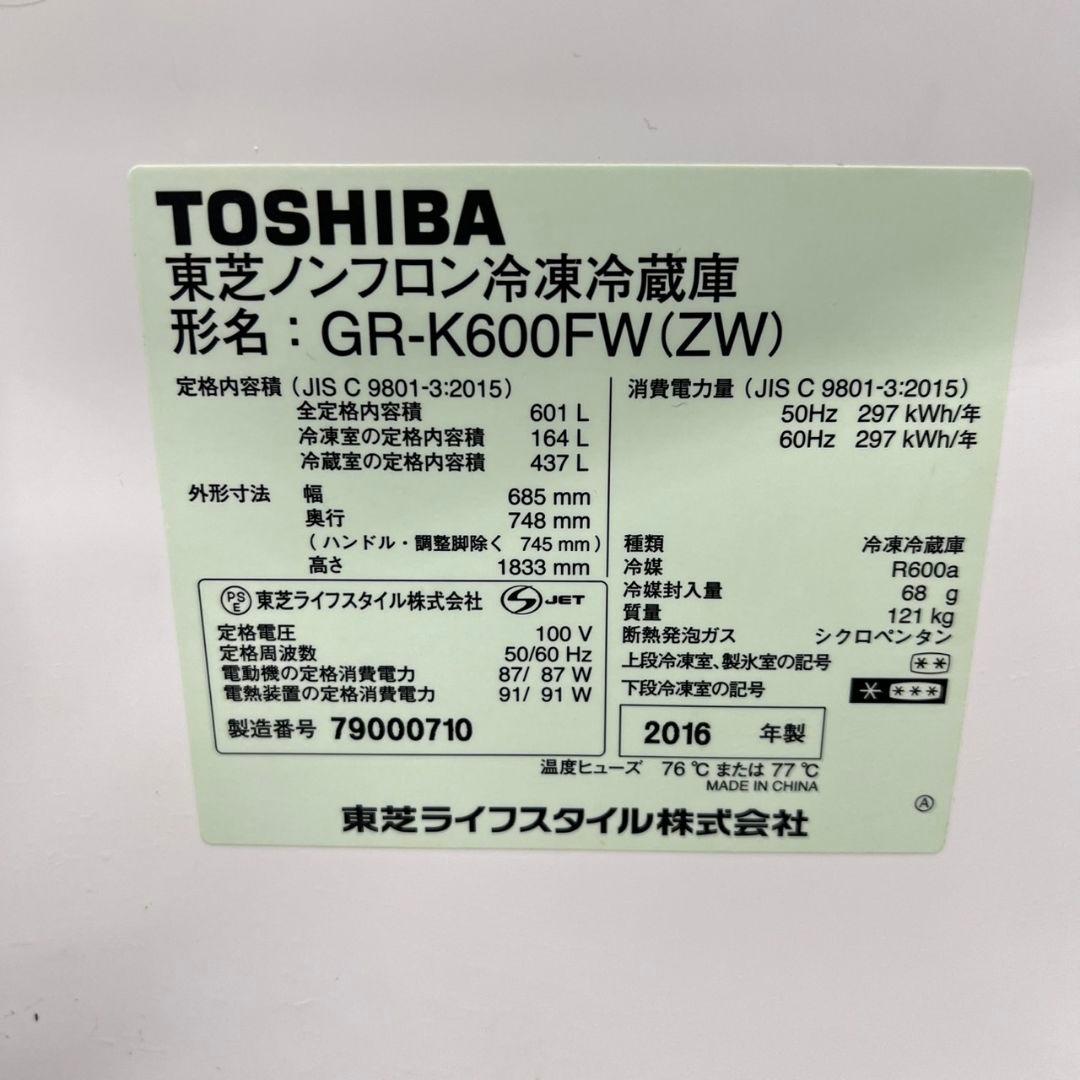 TOSHIBA
東芝ノンフロン冷凍冷蔵庫
形名：GR-K600FW(ZW)
定格内容積（JIS C 9801-3:2015）
全定格内容積 601 L
冷凍室の定格内容積 164 L
冷蔵室の定格内容積 437 L
外形寸法 幅 685 mm
奥行 748 mm
（ハンドル・調整脚除く 745 mm）
高さ 1833 mm
消費電力量（JIS C 9801-3:2015）
50Hz 297 kWh/年
60Hz 297 kWh/年
種類 冷凍冷蔵庫
冷媒 R600a
冷媒封入量 68 g
質量 121 kg
断熱発泡ガス シクロペンタン
上段冷凍室、製氷室の記号 **
下段冷凍室の記号 * ***
PSE 東芝ライフスタイル株式会社 JET
定格電圧 100 V
定格周波数 50/60 Hz
電動機の定格消費電力 87/ 87 W
電熱装置の定格消費電力 91/ 91 W
製造番号 79000710
2016 年製
温度ヒューズ 76℃または77℃
MADE IN CHINA
Ⓐ
東芝ライフスタイル株式会社